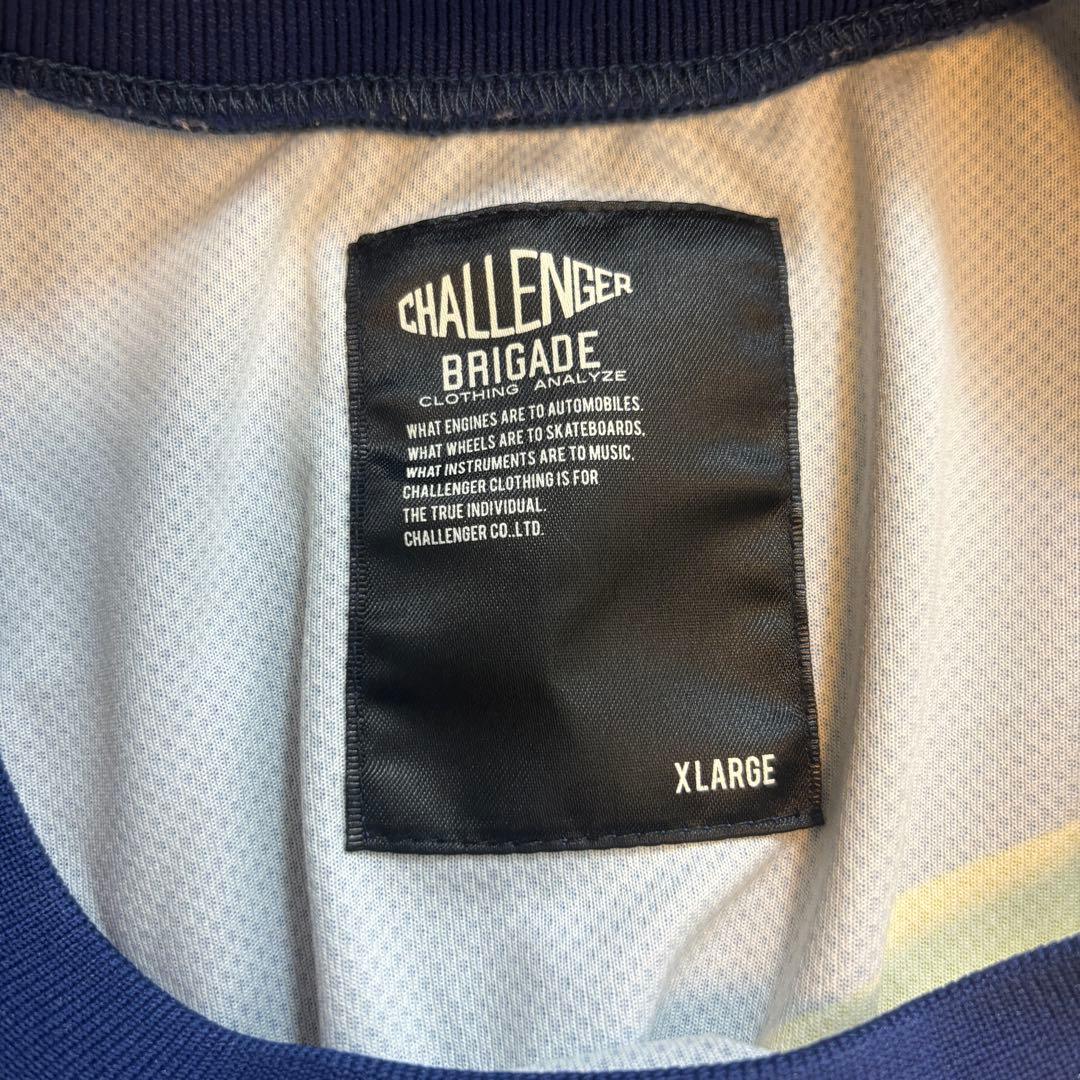 CHALLENGER
BRIGADE
CLOTHING ANALYZE
WHAT ENGINES ARE TO AUTOMOBILES.
WHAT WHEELS ARE TO SKATEBOARDS,
WHAT INSTRUMENTS ARE TO MUSIC,
CHALLENGER CLOTHING IS FOR
THE TRUE INDIVIDUAL.
CHALLENGER CO.,LTD.
X LARGE